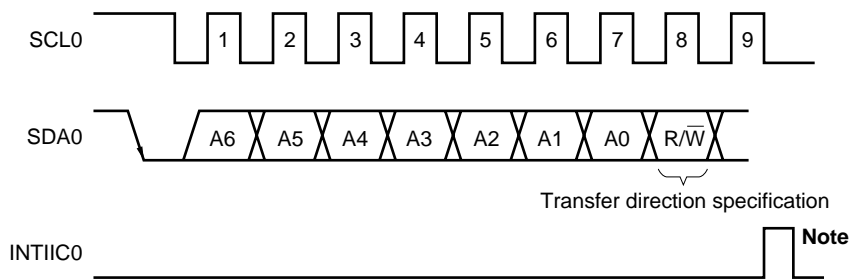 SCL0 1 2 3 4 5 6 7 8 9
SDA0 A6 A5 A4 A3 A2 A1 A0 R/W̅
Transfer direction specification
Note
INTIIC0